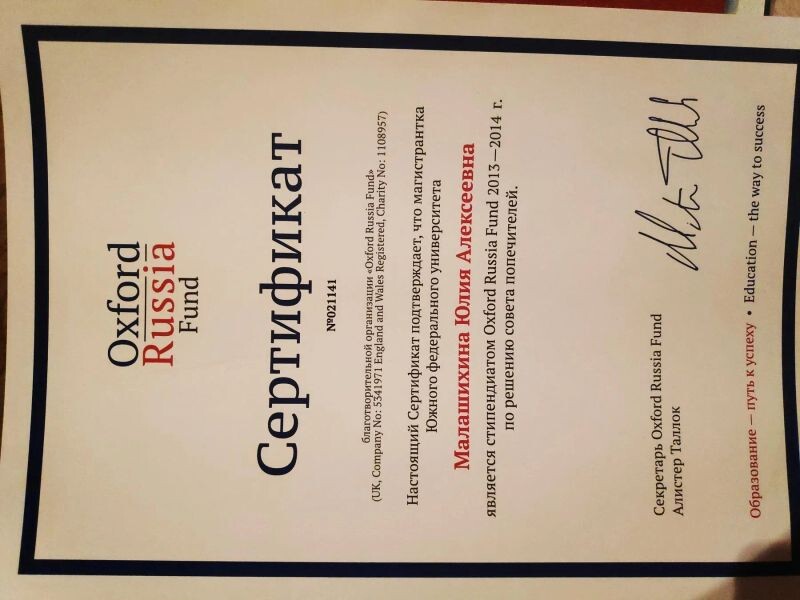 Oxford
Russia
Fund
Сертификат
№021141
благотворительной организации «Oxford Russia Fund»
(UK, Company No: 5341971 England and Wales Registered, Charity No: 1108957)
Настоящий Сертификат подтверждает, что магистрантка
Южного федерального университета
Малашихина Юлия Алексеевна
является стипендиатом Oxford Russia Fund 2013—2014 г.
по решению совета попечителей.
Секретарь Oxford Russia Fund
Алистер Таллок
Образование — путь к успеху • Education — the way to success